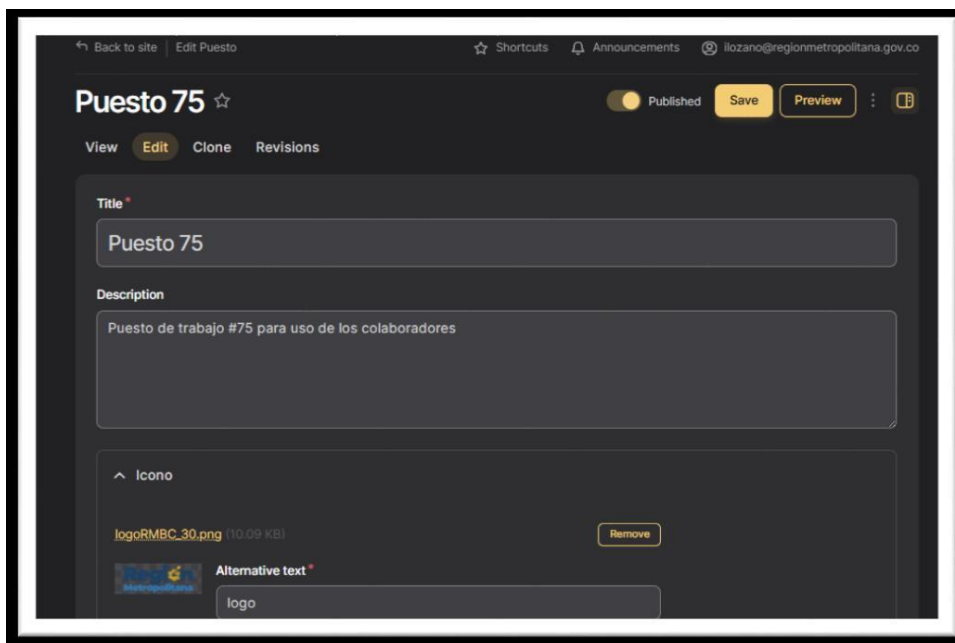 Back to site | Edit Puesto Shortcuts Announcements ilozano@regionmetropolitana.gov.co
Puesto 75 Published Save Preview
View Edit Clone Revisions
Title *
Puesto 75
Description
Puesto de trabajo #75 para uso de los colaboradores
Icono
logoRMBC_30.png (10.09 KB) Remove
Región
Metropolitana
Alternative text *
logo